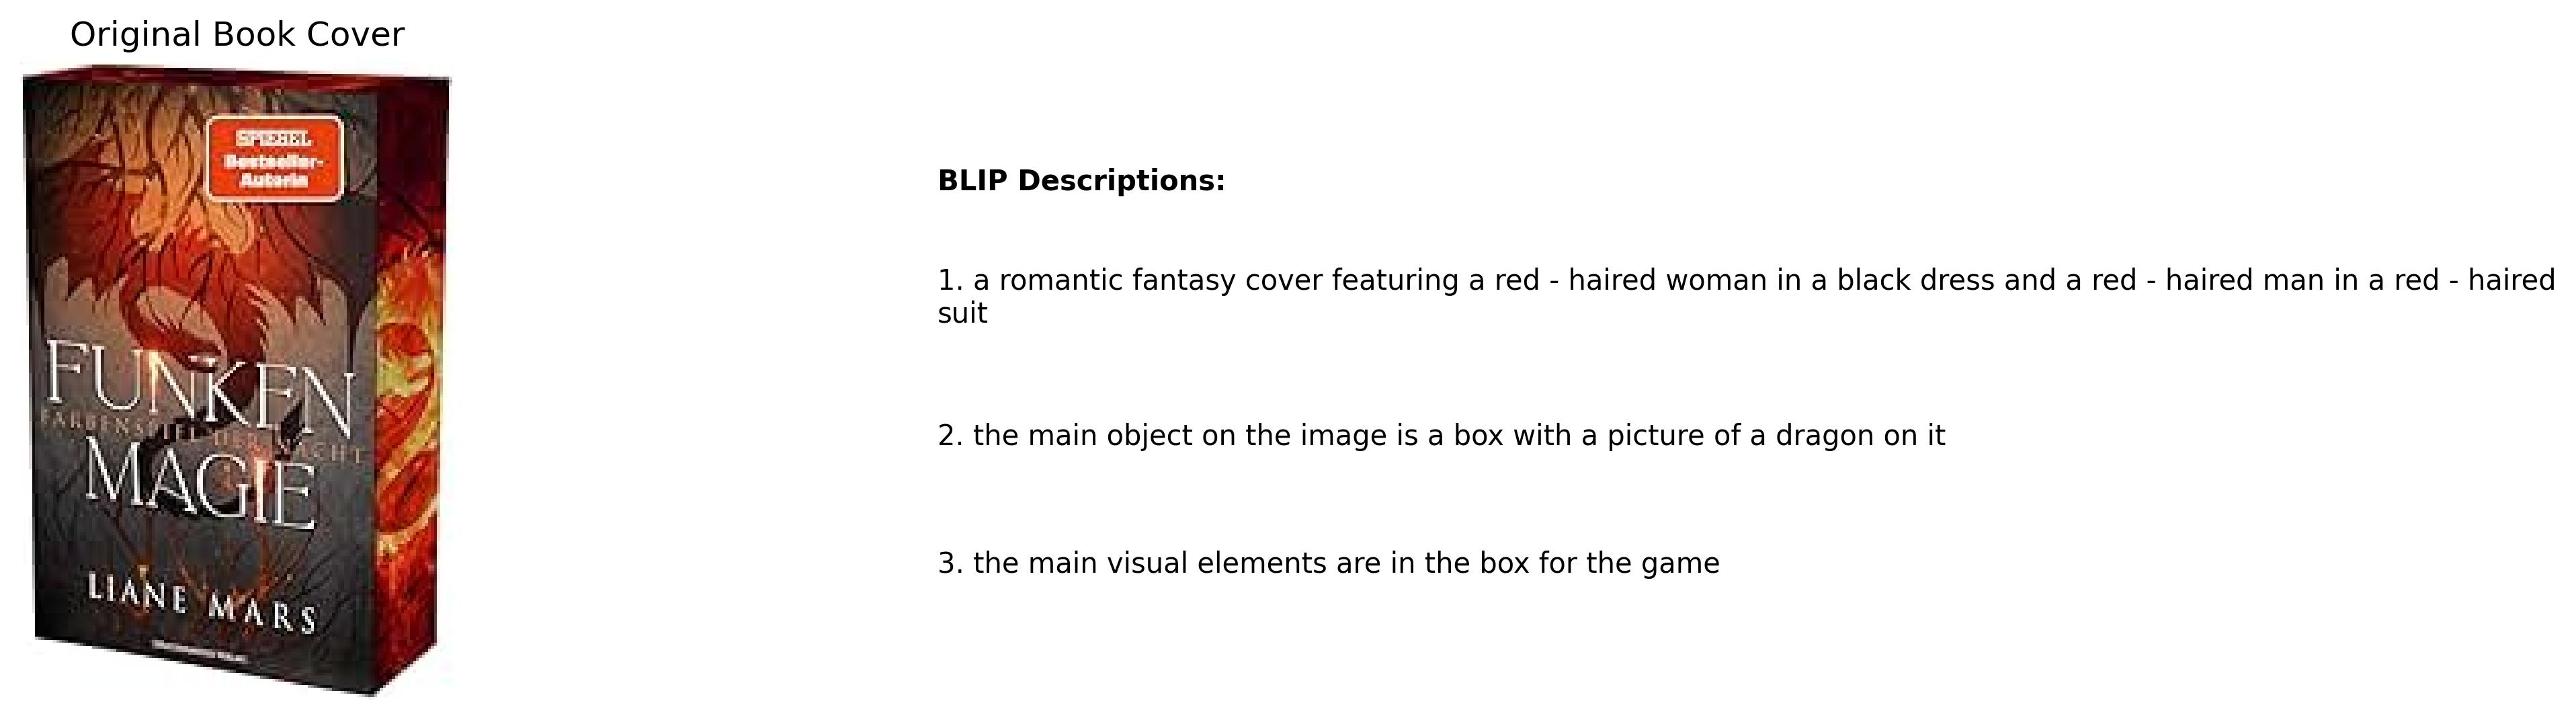 Original Book Cover
SPIEGEL
Bestseller-
Autorin
FUNKEN
FARBENSPIEL DER NACHT
MAGIE
LIANE MARS
BLIP Descriptions:
1. a romantic fantasy cover featuring a red - haired woman in a black dress and a red - haired man in a red - haired
suit
2. the main object on the image is a box with a picture of a dragon on it
3. the main visual elements are in the box for the game